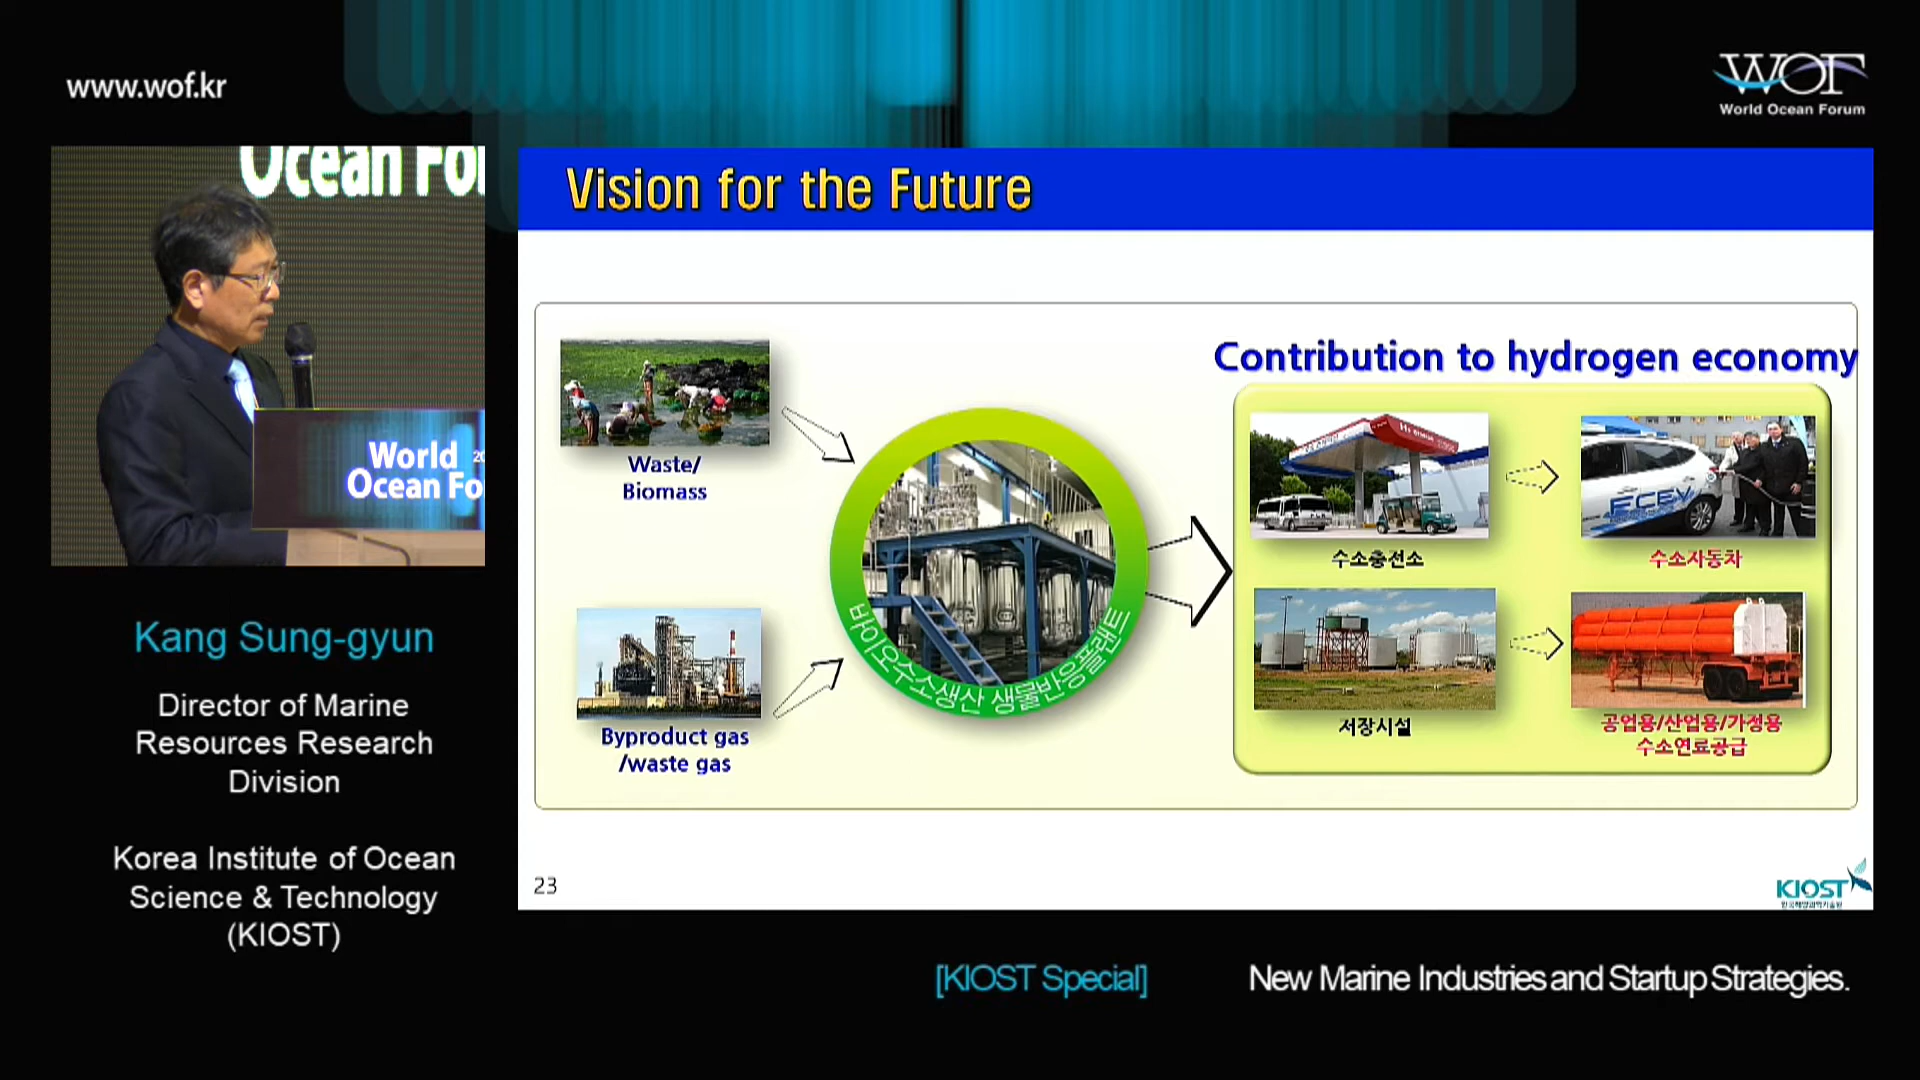 www.wof.kr
WOF
World Ocean Forum
Ocean Fo
World 20
Ocean Fo
Kang Sung-gyun
Director of Marine
Resources Research
Division
Korea Institute of Ocean
Science & Technology
(KIOST)
Vision for the Future
Waste/
Biomass
Byproduct gas
/waste gas
바이오수소생산 생물반응플랜트
Contribution to hydrogen economy
수소충전소
FCEV
수소자동차
저장시설
공업용/산업용/가정용
수소연료공급
23
KIOST
한국해양과학기술원
[KIOST Special]
New Marine Industries and Startup Strategies.